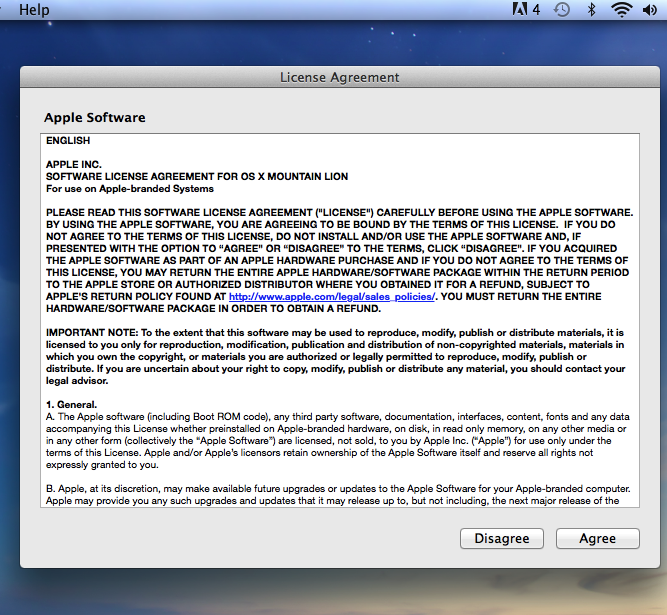 Help 4
License Agreement
Apple Software
ENGLISH
APPLE INC.
SOFTWARE LICENSE AGREEMENT FOR OS X MOUNTAIN LION
For use on Apple-branded Systems
PLEASE READ THIS SOFTWARE LICENSE AGREEMENT ("LICENSE") CAREFULLY BEFORE USING THE APPLE SOFTWARE.
BY USING THE APPLE SOFTWARE, YOU ARE AGREEING TO BE BOUND BY THE TERMS OF THIS LICENSE. IF YOU DO
NOT AGREE TO THE TERMS OF THIS LICENSE, DO NOT INSTALL AND/OR USE THE APPLE SOFTWARE AND, IF
PRESENTED WITH THE OPTION TO “AGREE” OR “DISAGREE” TO THE TERMS, CLICK “DISAGREE”. IF YOU ACQUIRED
THE APPLE SOFTWARE AS PART OF AN APPLE HARDWARE PURCHASE AND IF YOU DO NOT AGREE TO THE TERMS OF
THIS LICENSE, YOU MAY RETURN THE ENTIRE APPLE HARDWARE/SOFTWARE PACKAGE WITHIN THE RETURN PERIOD
TO THE APPLE STORE OR AUTHORIZED DISTRIBUTOR WHERE YOU OBTAINED IT FOR A REFUND, SUBJECT TO
APPLE'S RETURN POLICY FOUND AT http://www.apple.com/legal/sales_policies/. YOU MUST RETURN THE ENTIRE
HARDWARE/SOFTWARE PACKAGE IN ORDER TO OBTAIN A REFUND.
IMPORTANT NOTE: To the extent that this software may be used to reproduce, modify, publish or distribute materials, it is
licensed to you only for reproduction, modification, publication and distribution of non-copyrighted materials, materials in
which you own the copyright, or materials you are authorized or legally permitted to reproduce, modify, publish or
distribute. If you are uncertain about your right to copy, modify, publish or distribute any material, you should contact your
legal advisor.
1. General.
A. The Apple software (including Boot ROM code), any third party software, documentation, interfaces, content, fonts and any data
accompanying this License whether preinstalled on Apple-branded hardware, on disk, in read only memory, on any other media or
in any other form (collectively the “Apple Software”) are licensed, not sold, to you by Apple Inc. (“Apple”) for use only under the
terms of this License. Apple and/or Apple’s licensors retain ownership of the Apple Software itself and reserve all rights not
expressly granted to you.
B. Apple, at its discretion, may make available future upgrades or updates to the Apple Software for your Apple-branded computer.
Apple may provide you any such upgrades and updates that it may release up to, but not including, the next major release of the
Disagree Agree